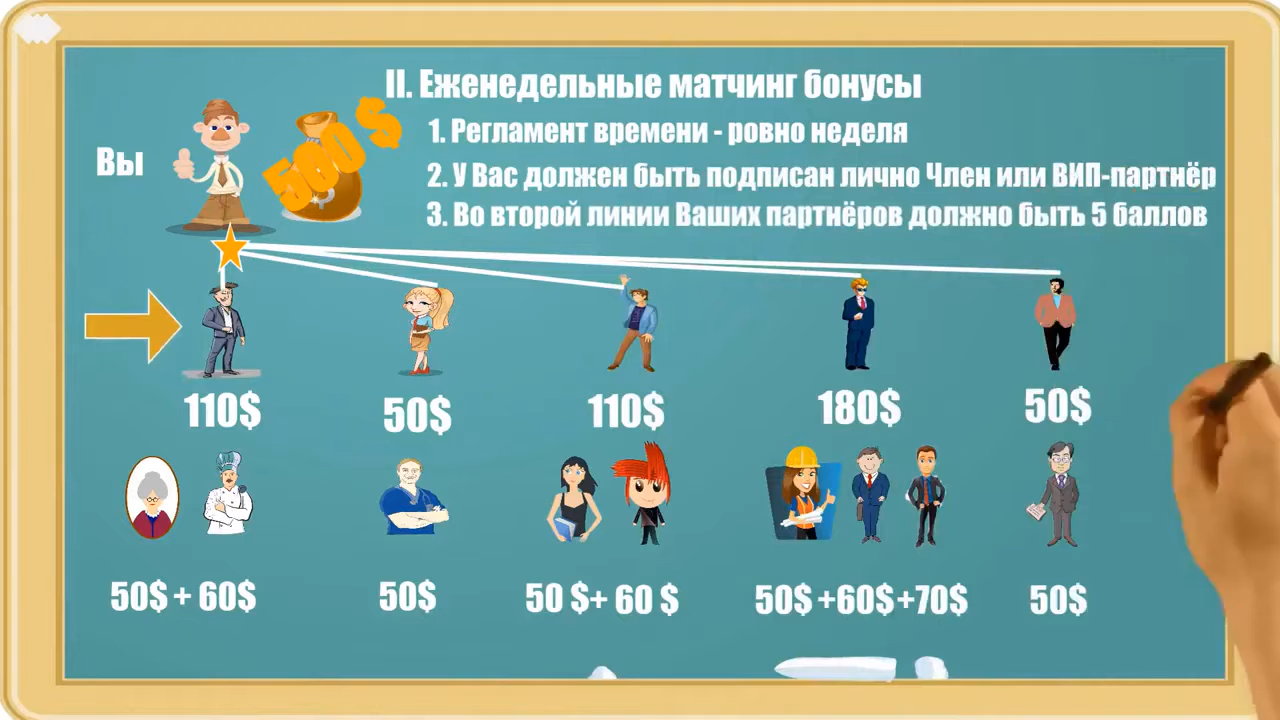 II. Еженедельные матчинг бонусы
1. Регламент времени - ровно неделя
Вы
500$
2. У Вас должен быть подписан лично Член или ВИП-партнёр
3. Во второй линии Ваших партнёров должно быть 5 баллов
110$ 50$ 110$ 180$ 50$
50$ + 60$ 50$ 50 $+ 60 $ 50$ +60$ +70$ 50$